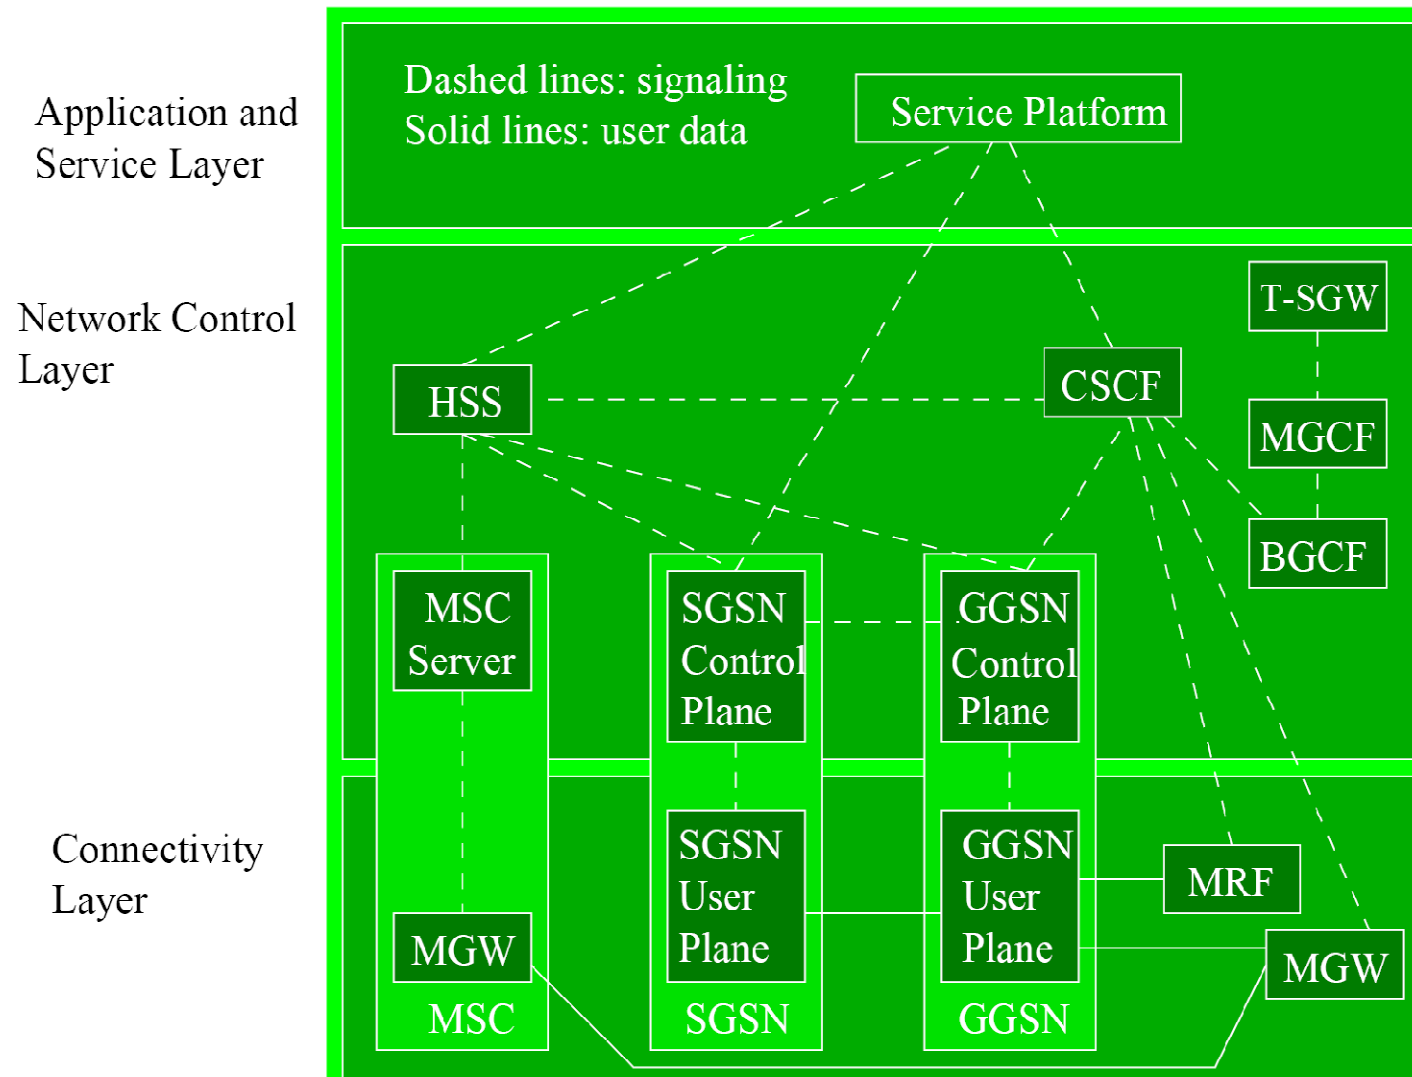 Application and
Service Layer
Dashed lines: signaling
Solid lines: user data
Service Platform
Network Control
Layer
T-SGW
HSS
CSCF
MGCF
BGCF
MSC
Server
SGSN
Control
Plane
GGSN
Control
Plane
Connectivity
Layer
SGSN
User
Plane
GGSN
User
Plane
MRF
MGW
MGW
MSC
SGSN
GGSN